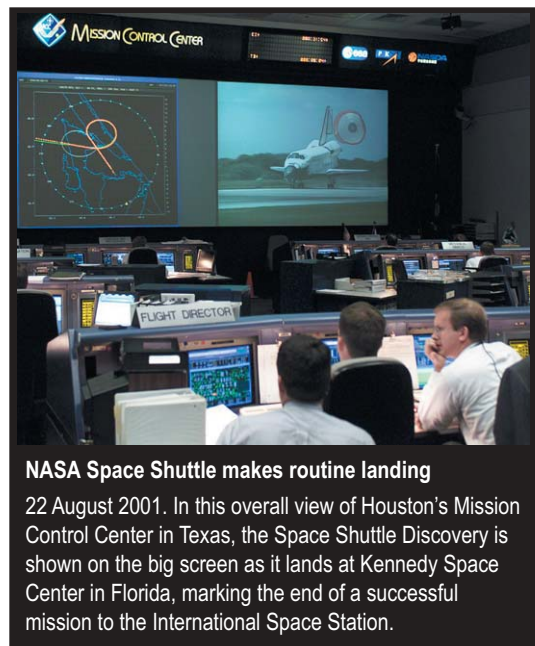 MISSION CONTROL CENTER
esa
NASDA
FLIGHT DIRECTOR
NASA Space Shuttle makes routine landing
22 August 2001. In this overall view of Houston’s Mission
Control Center in Texas, the Space Shuttle Discovery is
shown on the big screen as it lands at Kennedy Space
Center in Florida, marking the end of a successful
mission to the International Space Station.